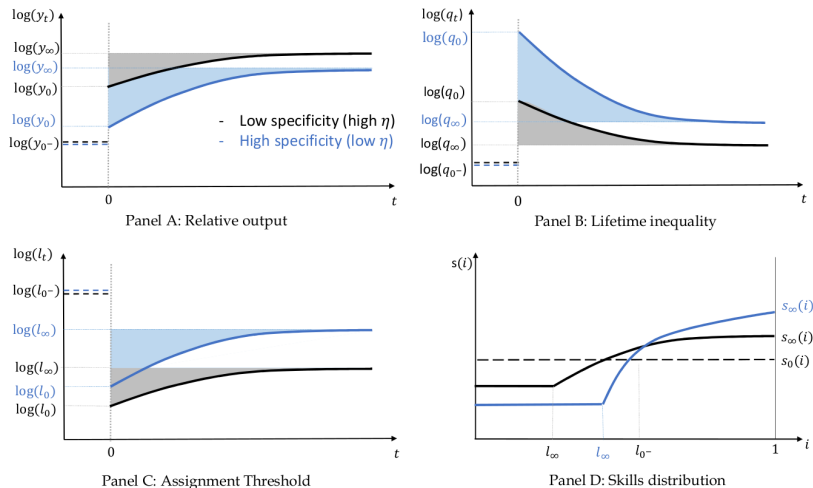 log(y_t)
log(y_∞)
log(y_∞)
log(y_0)
log(y_0)
log(y_0-)
Low specificity (high η)
High specificity (low η)
0
t
Panel A: Relative output
log(q_t)
log(q_0)
log(q_0)
log(q_∞)
log(q_∞)
log(q_0-)
0
t
Panel B: Lifetime inequality
log(l_t)
log(l_0-)
log(l_∞)
log(l_∞)
log(l_0)
log(l_0)
0
t
Panel C: Assignment Threshold
s(i)
s_∞(i)
s_∞(i)
s_0(i)
l_∞
l_∞
l_0-
1
i
Panel D: Skills distribution